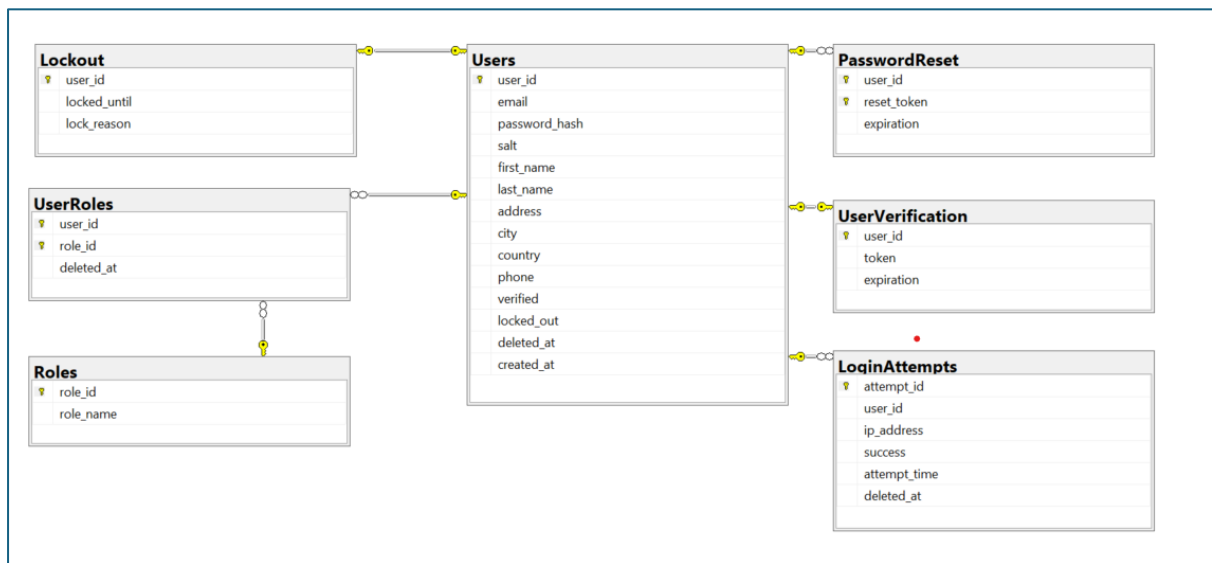 Lockout
user_id
locked_until
lock_reason
UserRoles
user_id
role_id
deleted_at
Roles
role_id
role_name
Users
user_id
email
password_hash
salt
first_name
last_name
address
city
country
phone
verified
locked_out
deleted_at
created_at
PasswordReset
user_id
reset_token
expiration
UserVerification
user_id
token
expiration
LoginAttempts
attempt_id
user_id
ip_address
success
attempt_time
deleted_at